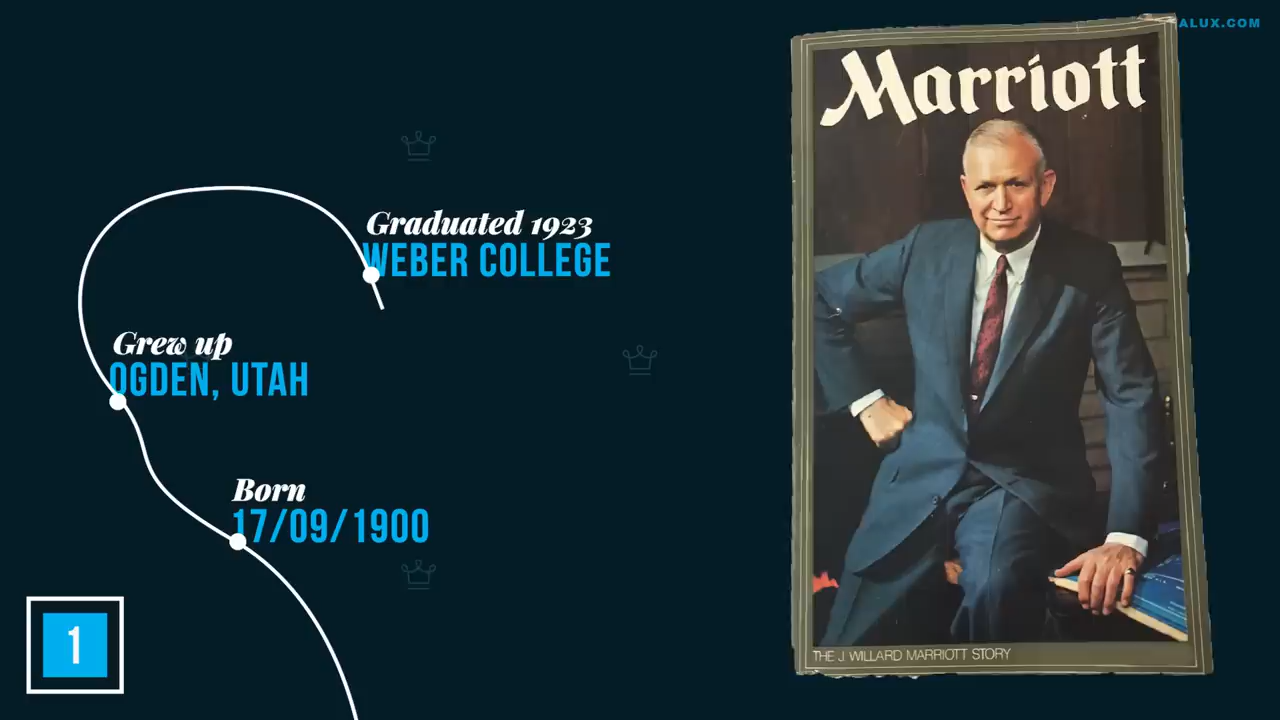 ALUX.COM
Marriott
Graduated 1923
WEBER COLLEGE
Grew up
OGDEN, UTAH
Born
17/09/1900
1
THE J. WILLARD MARRIOTT STORY